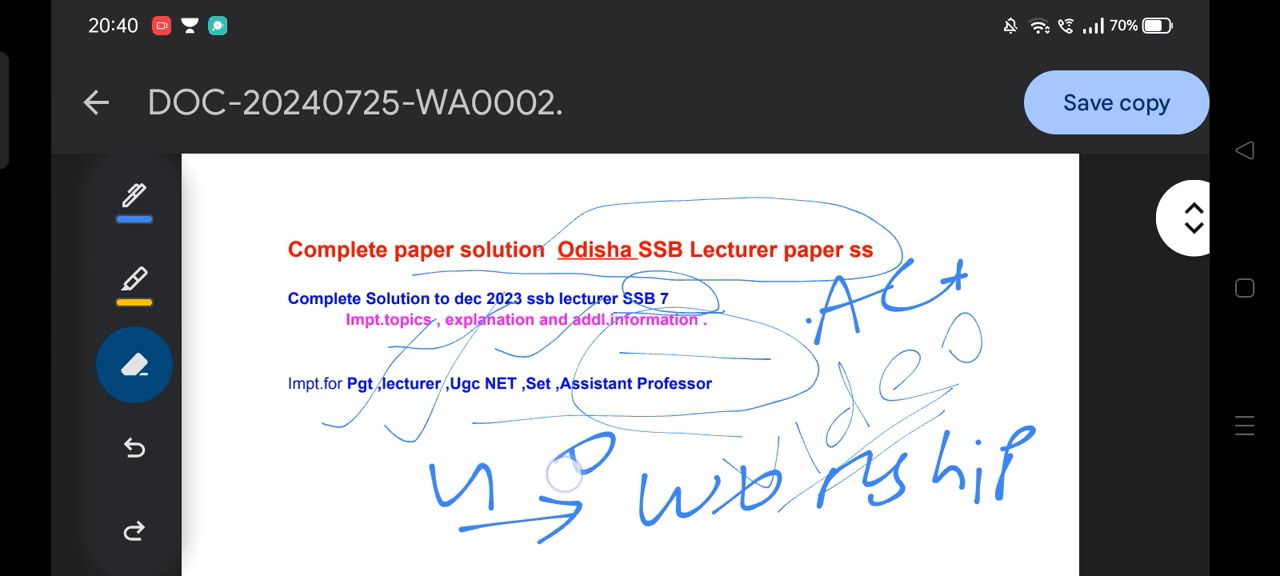 20:40 70%
DOC-20240725-WA0002.
Save copy
Complete paper solution Odisha SSB Lecturer paper ss
Complete Solution to dec 2023 ssb lecturer SSB 7
Impt.topics , explanation and addl.information .
Impt.for Pgt ,lecturer ,Ugc NET ,Set ,Assistant Professor